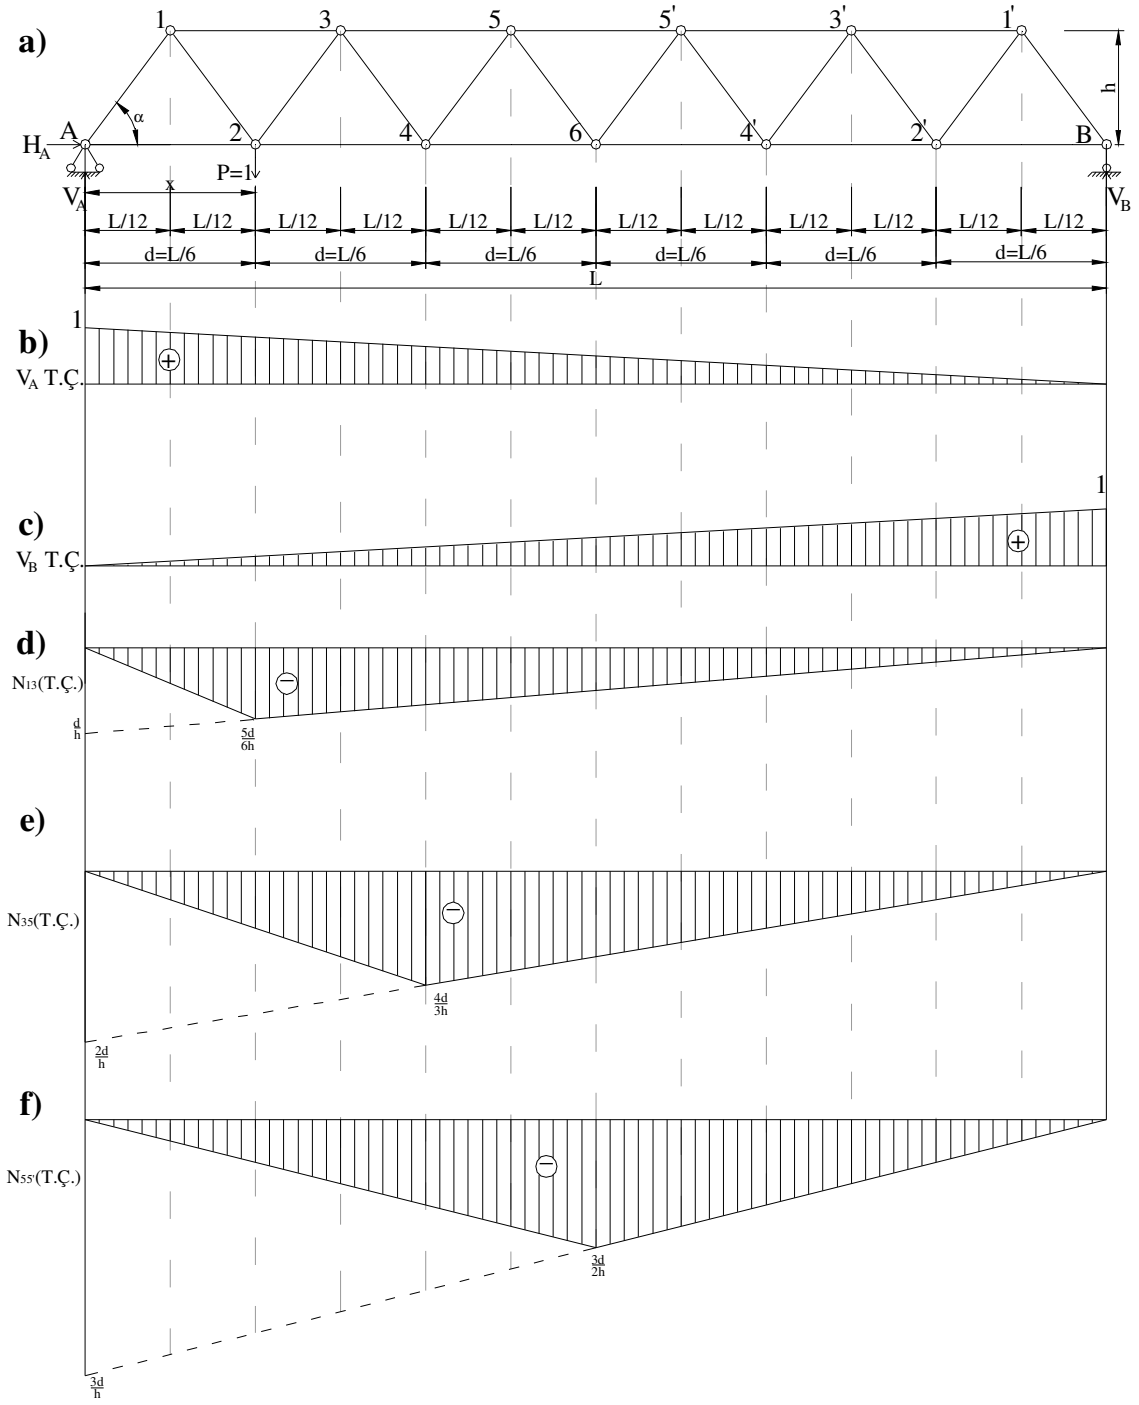 a)
1 3 5 5' 3' 1'
h
α
H_A A 2 4 6 4' 2' B
P=1
V_A x V_B
L/12 L/12 L/12 L/12 L/12 L/12 L/12 L/12 L/12 L/12 L/12 L/12
d=L/6 d=L/6 d=L/6 d=L/6 d=L/6 d=L/6
L
1
b)
+
V_A T.Ç.
1
c)
+
V_B T.Ç.
d)
N13(T.Ç.)
−
d/h
5d/6h
e)
−
N35(T.Ç.)
4d/3h
2d/h
f)
−
N55'(T.Ç.)
3d/2h
3d/h